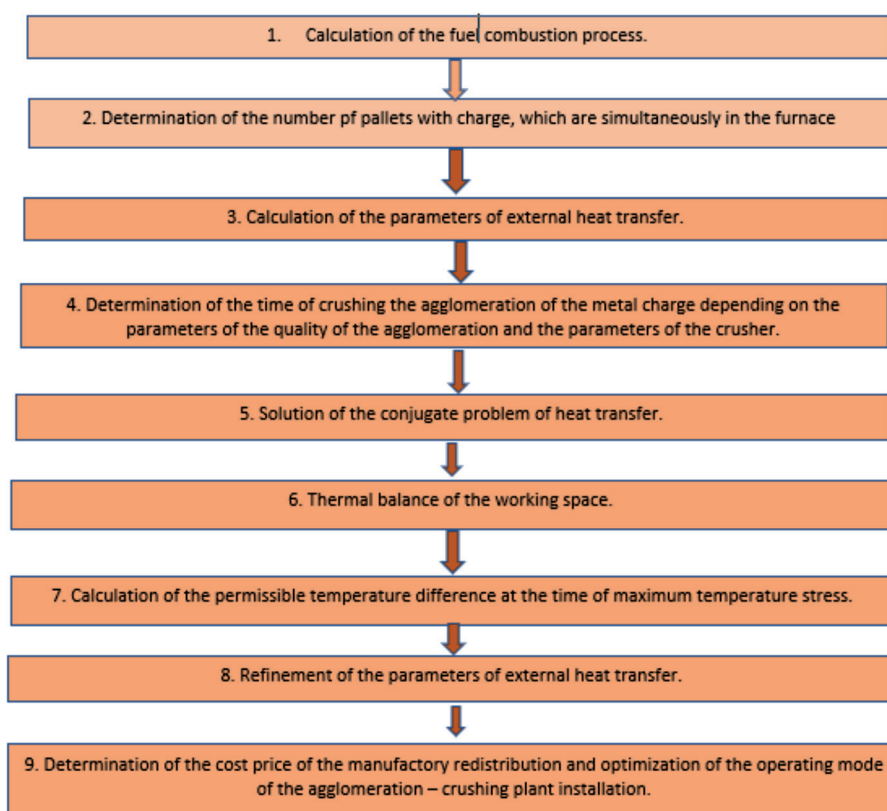 1. Calculation of the fuel combustion process.
2. Determination of the number pf pallets with charge, which are simultaneously in the furnace
3. Calculation of the parameters of external heat transfer.
4. Determination of the time of crushing the agglomeration of the metal charge depending on the
parameters of the quality of the agglomeration and the parameters of the crusher.
5. Solution of the conjugate problem of heat transfer.
6. Thermal balance of the working space.
7. Calculation of the permissible temperature difference at the time of maximum temperature stress.
8. Refinement of the parameters of external heat transfer.
9. Determination of the cost price of the manufactory redistribution and optimization of the operating mode
of the agglomeration – crushing plant installation.